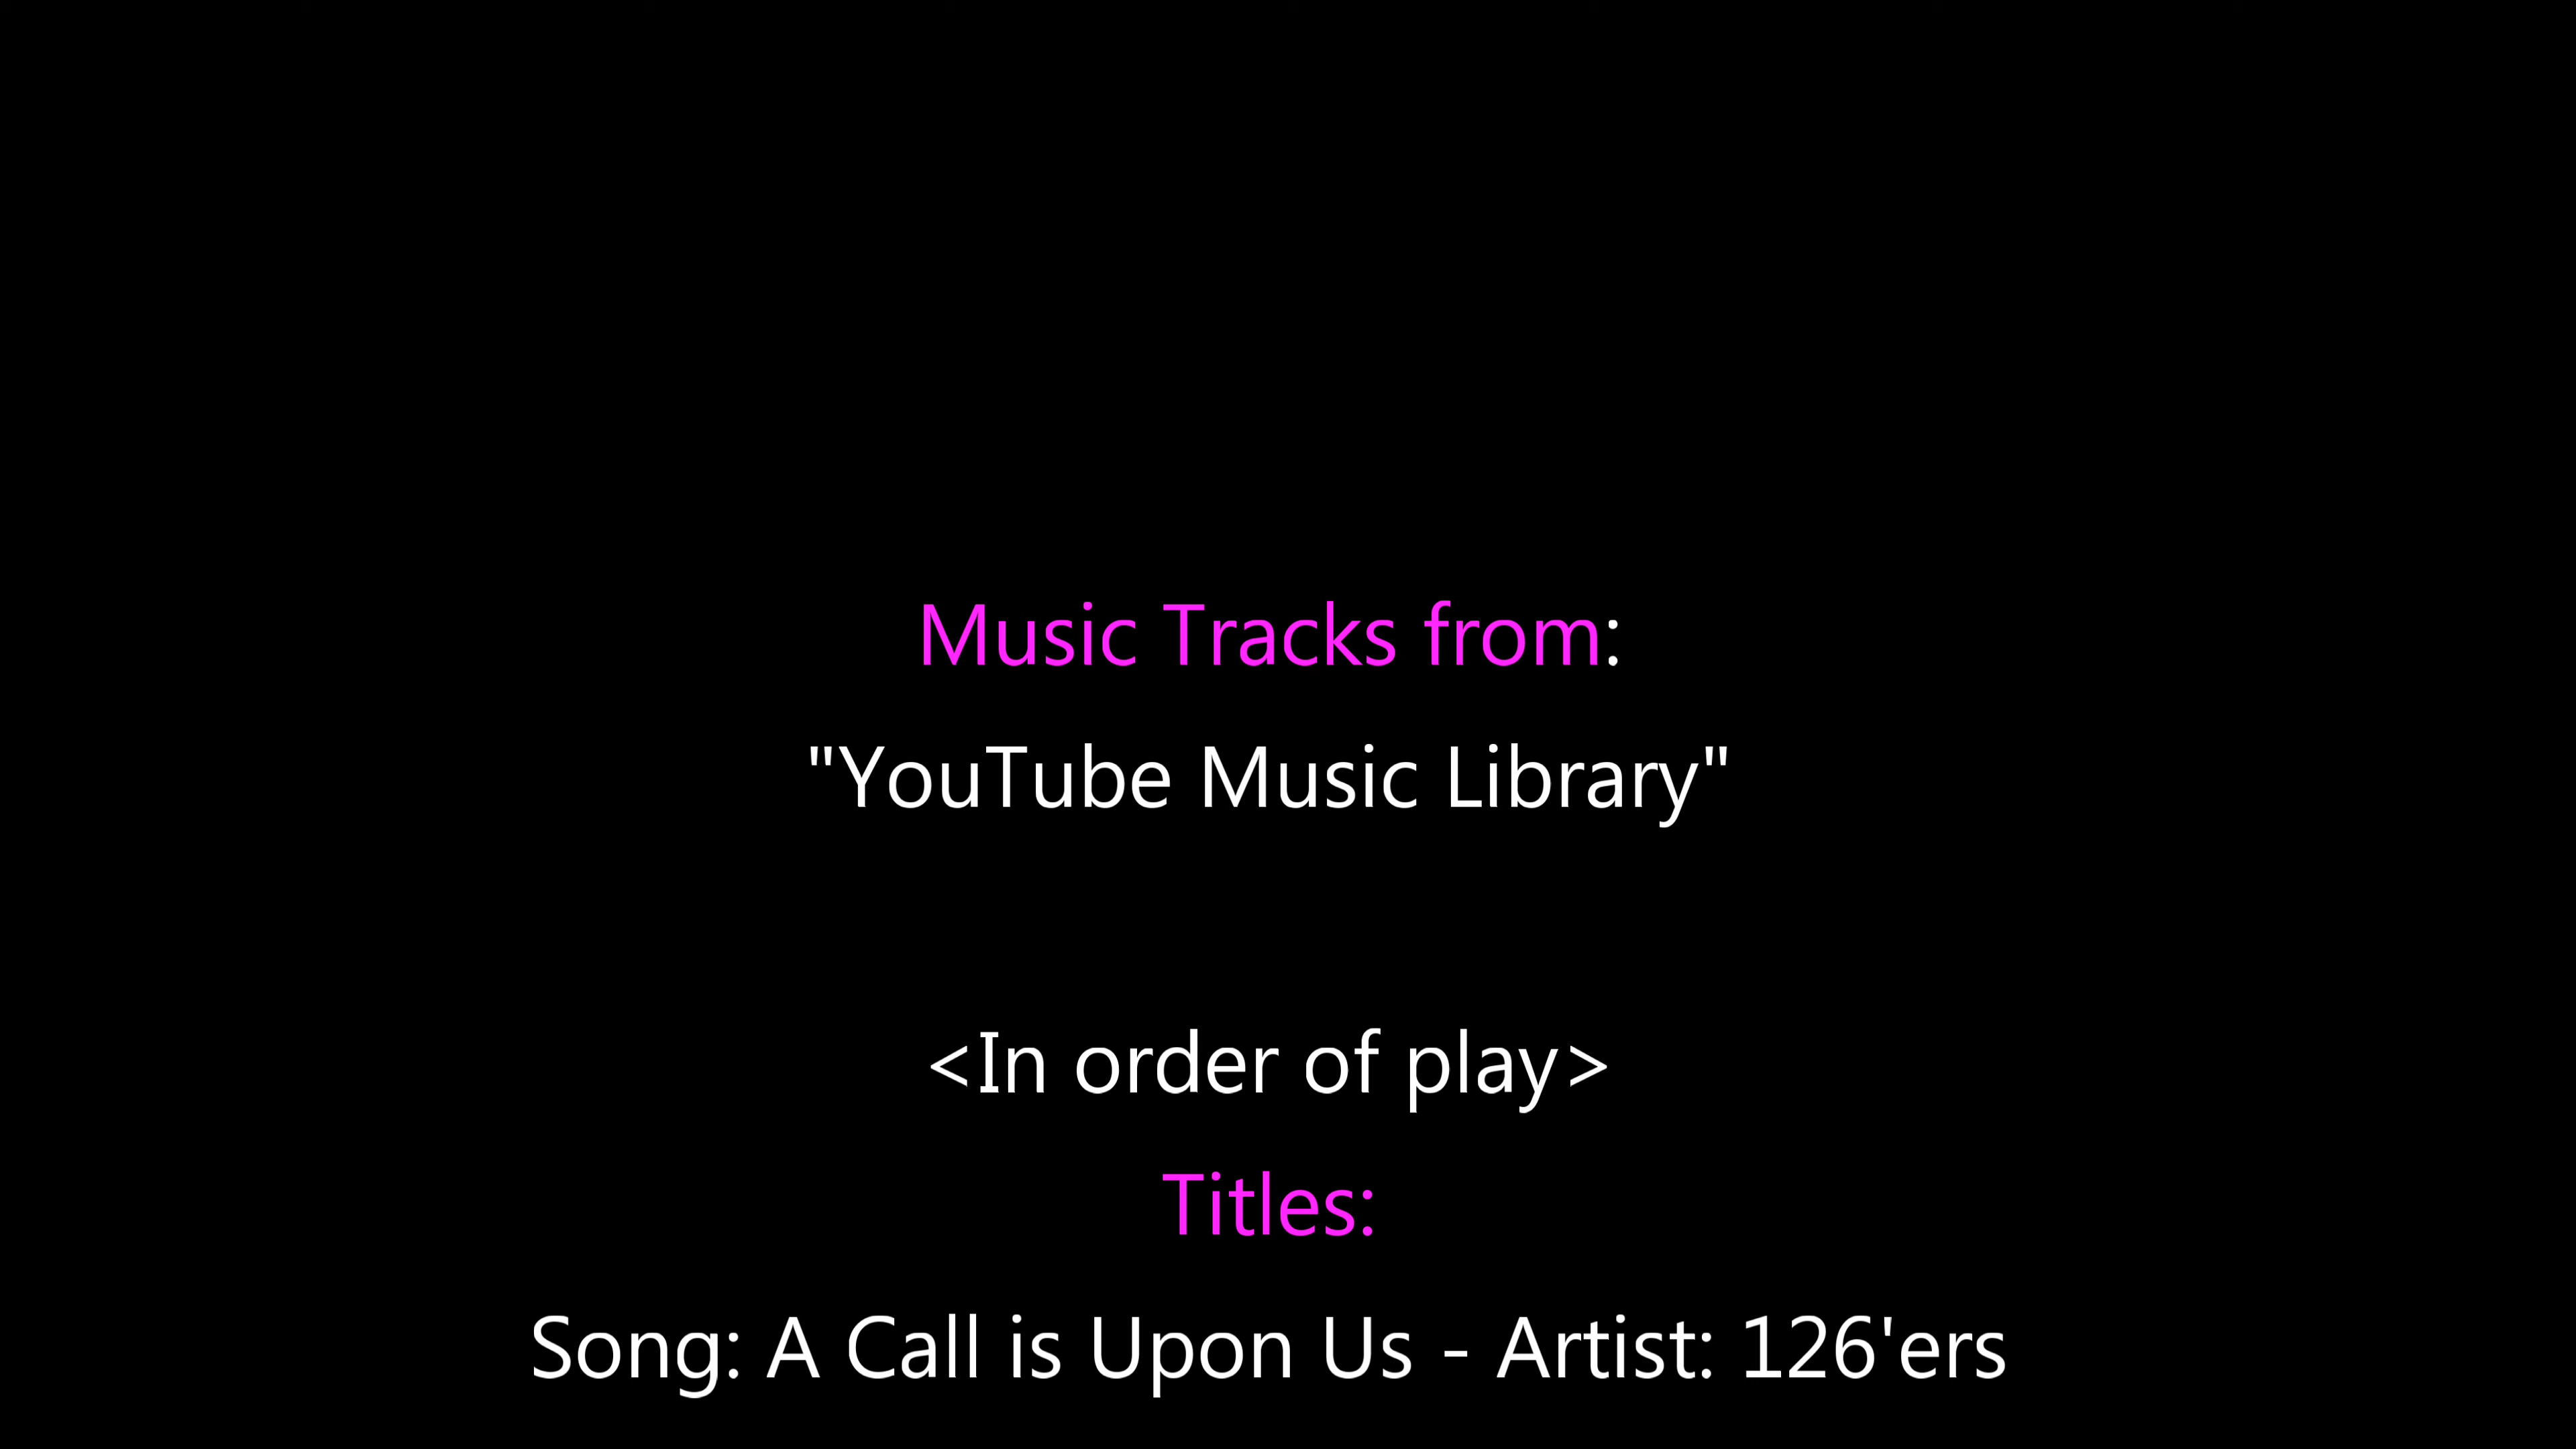 Music Tracks from:
"YouTube Music Library"
<In order of play>
Titles:
Song: A Call is Upon Us - Artist: 126'ers